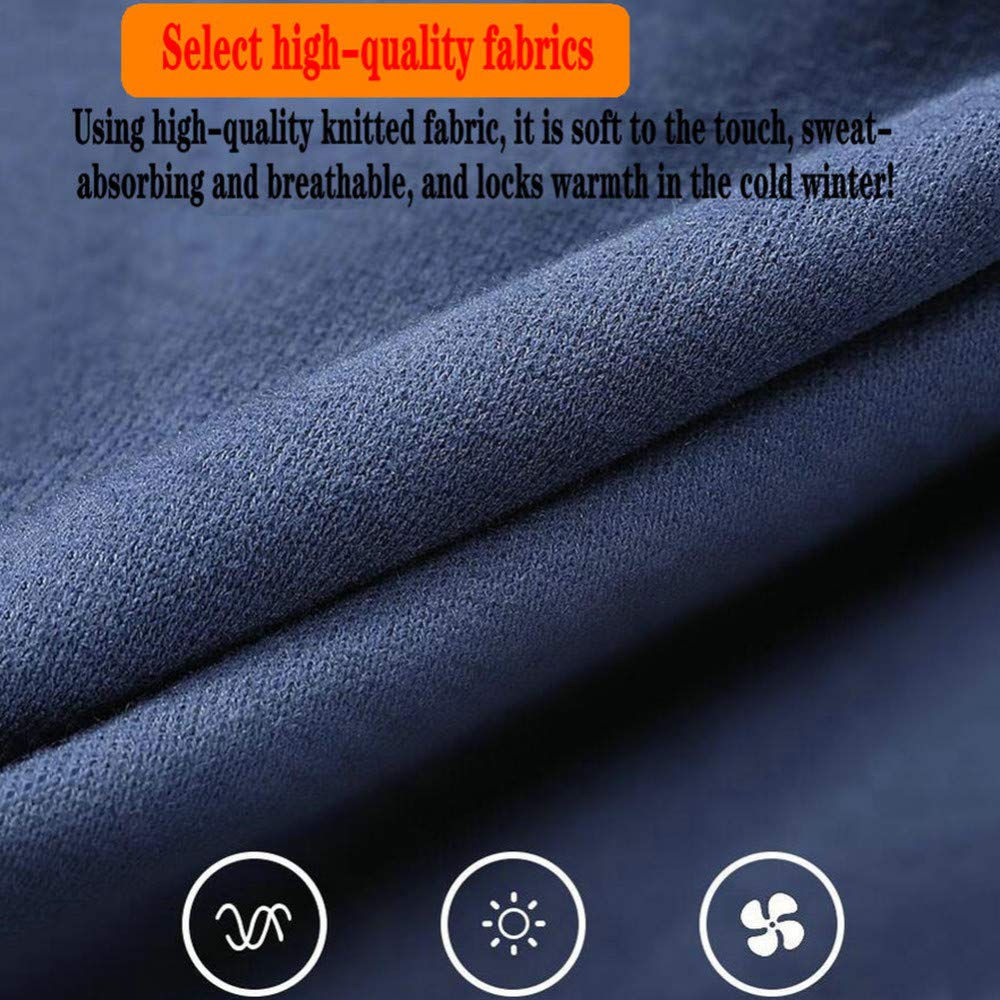 Select high-quality fabrics
Using high-quality knitted fabric, it is soft to the touch, sweat-
absorbing and breathable, and locks warmth in the cold winter!